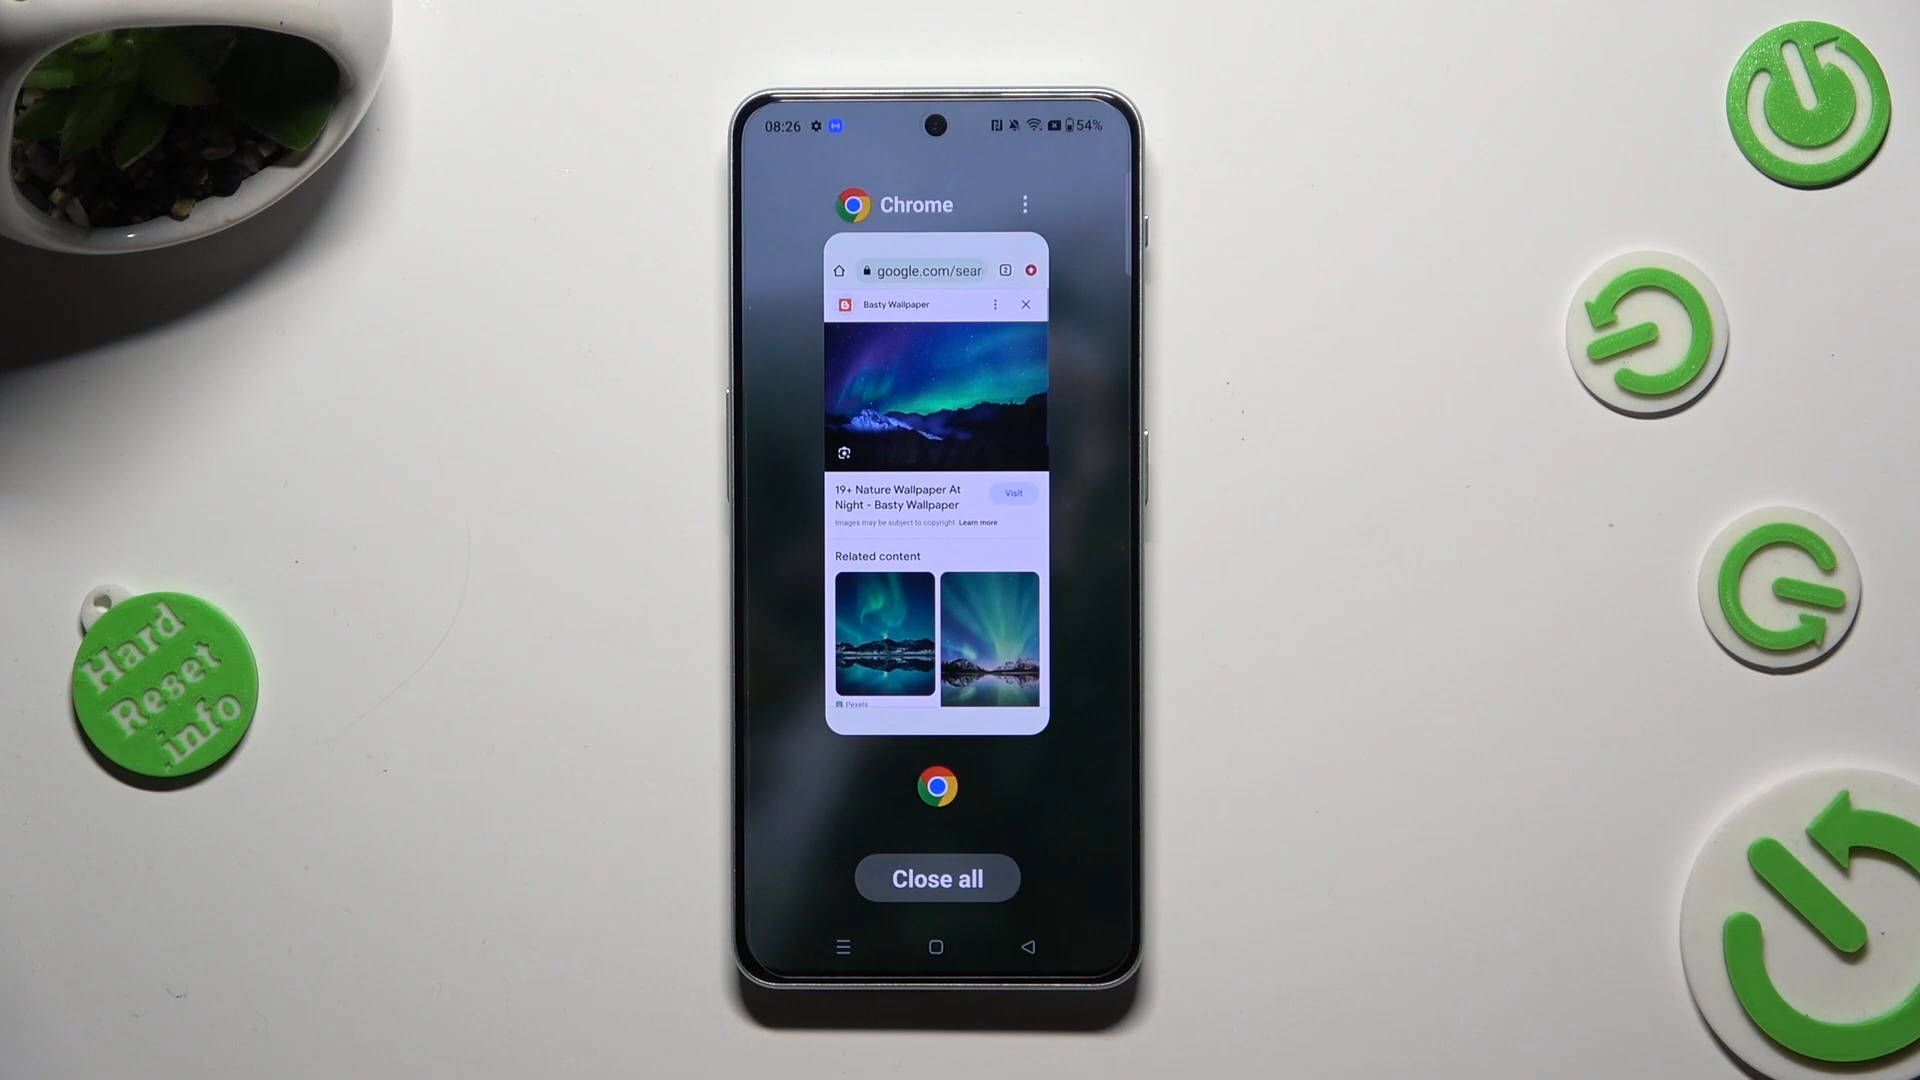 08:26
54%
Chrome
google.com/sear
2
Basty Wallpaper
19+ Nature Wallpaper At
Night - Basty Wallpaper
Visit
Images may be subject to copyright. Learn more
Related content
Pexels
Close all
Hard
Reset
.info